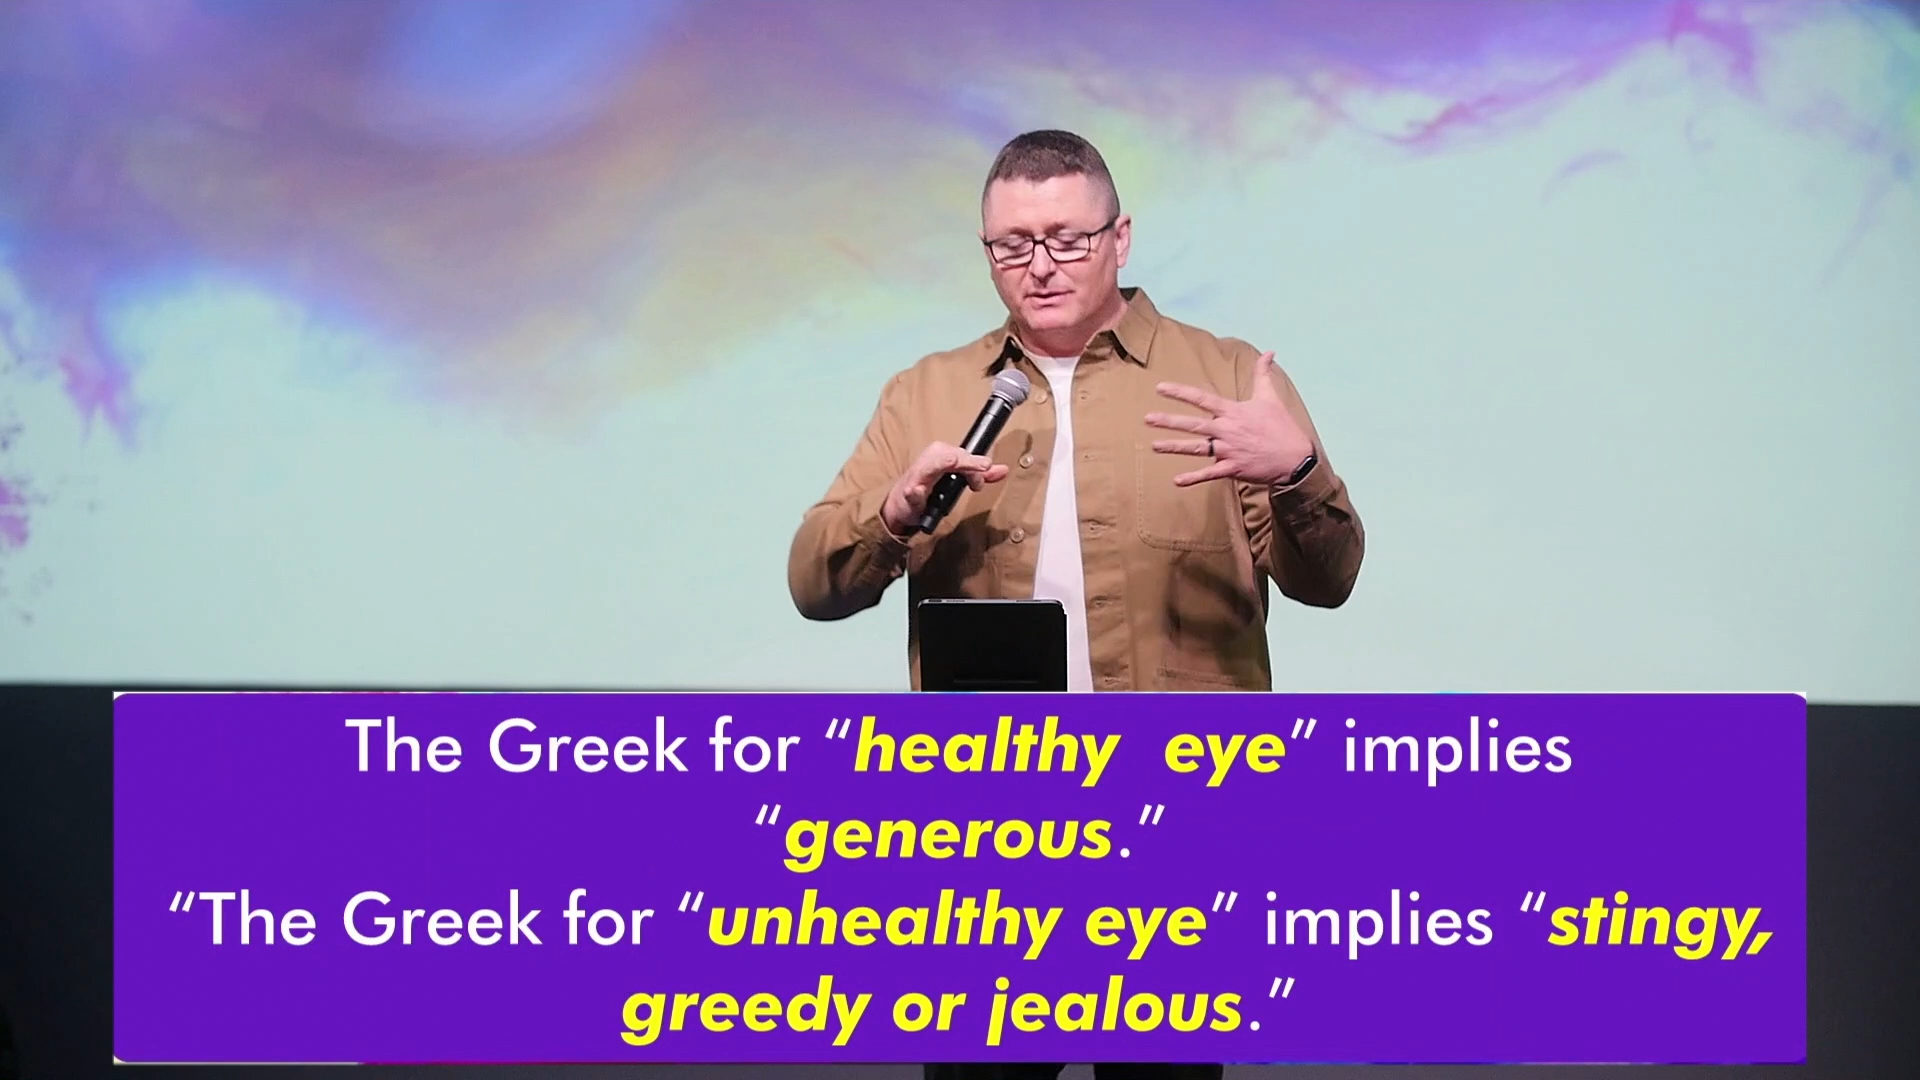 The Greek for “healthy  eye” implies
“generous.”
“The Greek for “unhealthy eye” implies “stingy,
greedy or jealous.”